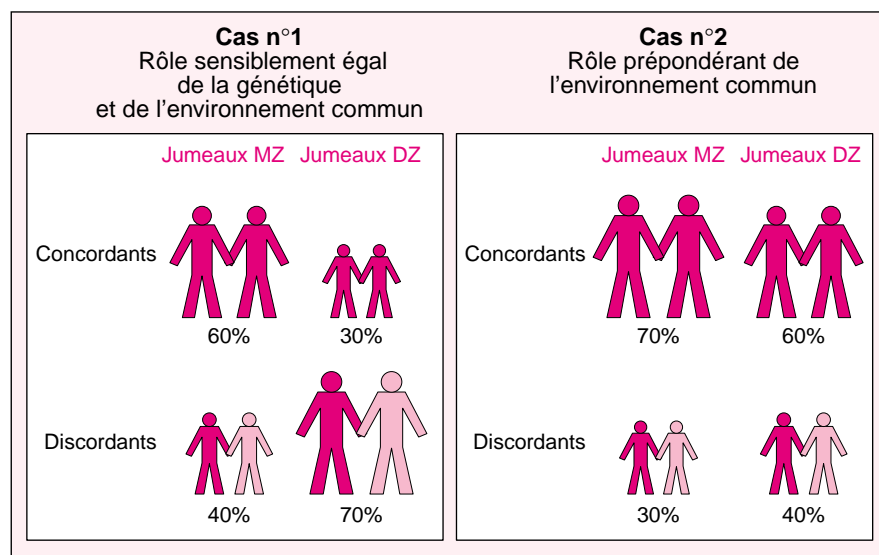 Cas n°1
Rôle sensiblement égal
de la génétique
et de l'environnement commun
Jumeaux MZ Jumeaux DZ
Concordants
60% 30%
Discordants
40% 70%
Cas n°2
Rôle prépondérant de
l'environnement commun
Jumeaux MZ Jumeaux DZ
Concordants
70% 60%
Discordants
30% 40%